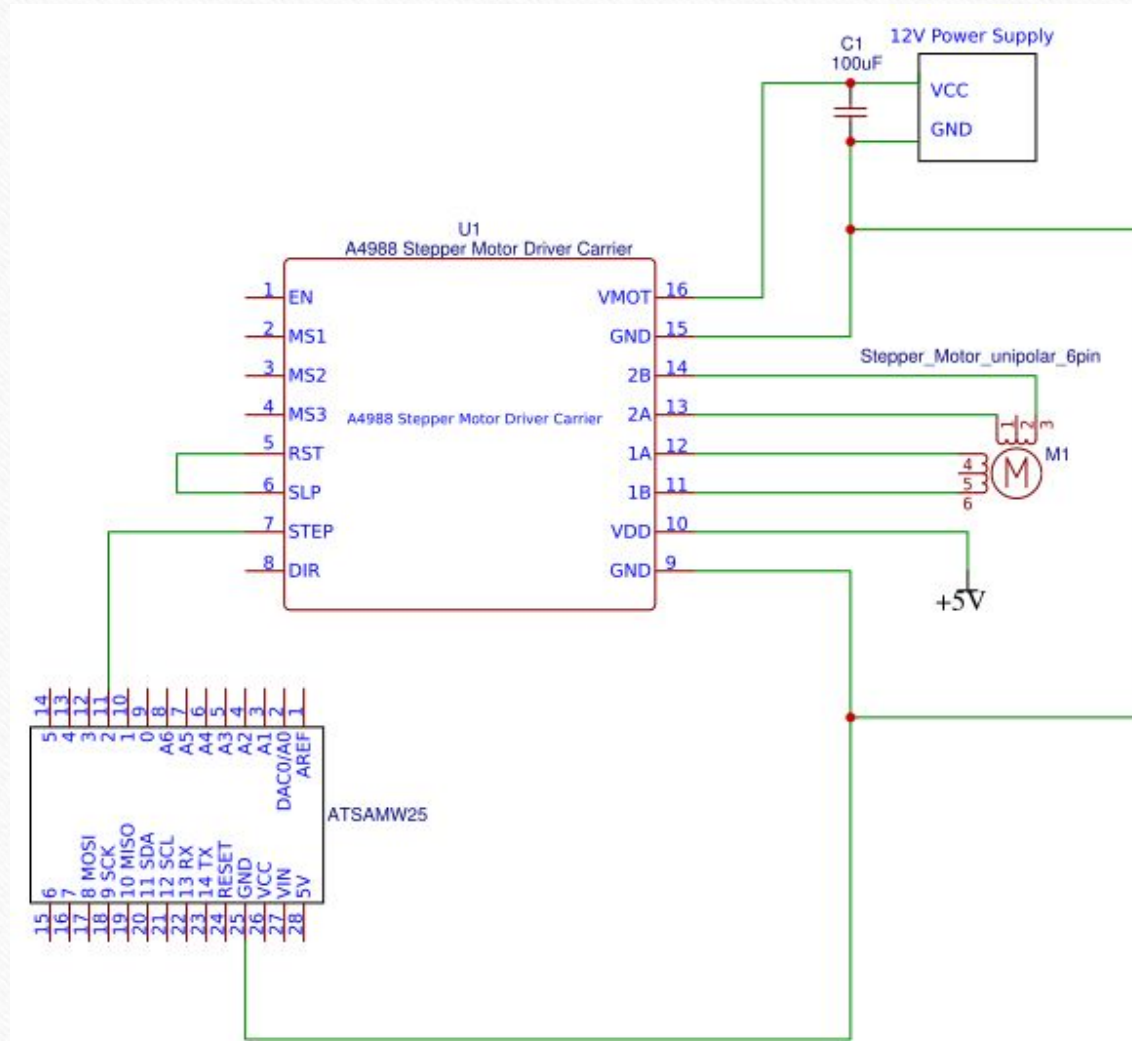 12V Power Supply
C1
100uF
VCC
GND
U1
A4988 Stepper Motor Driver Carrier
1 EN
2 MS1
3 MS2
4 MS3
5 RST
6 SLP
7 STEP
8 DIR
A4988 Stepper Motor Driver Carrier
VMOT 16
GND 15
2B 14
2A 13
1A 12
1B 11
VDD 10
GND 9
Stepper_Motor_unipolar_6pin
1 2 3
4
5
6
M
M1
+5V
14 13 12 11 10 9 8 7 6 5 4 3 2 1
5
4
3
2
1
0
A6
A5
A4
A3
A2
A1
DAC0/A0
AREF
ATSAMW25
6
7
8 MOSI
9 SCK
10 MISO
11 SDA
12 SCL
13 RX
14 TX
RESET
GND
VCC
VIN
5V
15 16 17 18 19 20 21 22 23 24 25 26 27 28